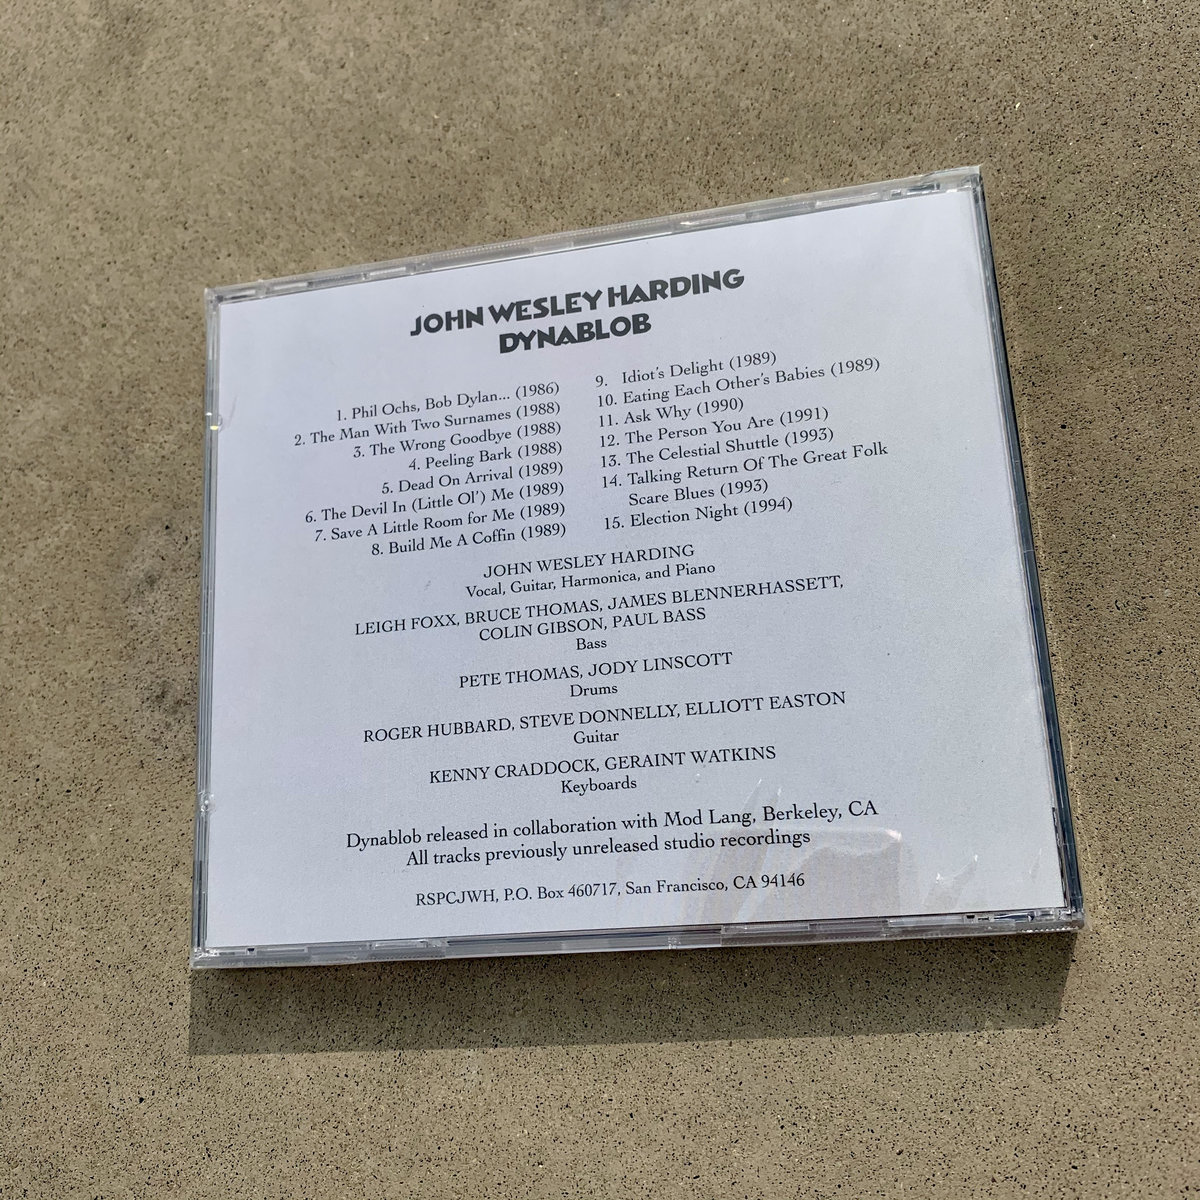 JOHN WESLEY HARDING
DYNABLOB
1. Phil Ochs, Bob Dylan... (1986)
2. The Man With Two Surnames (1988)
3. The Wrong Goodbye (1988)
4. Peeling Bark (1988)
5. Dead On Arrival (1989)
6. The Devil In (Little Ol') Me (1989)
7. Save A Little Room for Me (1989)
8. Build Me A Coffin (1989)
9. Idiot's Delight (1989)
10. Eating Each Other's Babies (1989)
11. Ask Why (1990)
12. The Person You Are (1991)
13. The Celestial Shuttle (1993)
14. Talking Return Of The Great Folk
Scare Blues (1993)
15. Election Night (1994)
JOHN WESLEY HARDING
Vocal, Guitar, Harmonica, and Piano
LEIGH FOXX, BRUCE THOMAS, JAMES BLENNERHASSETT,
COLIN GIBSON, PAUL BASS
Bass
PETE THOMAS, JODY LINSCOTT
Drums
ROGER HUBBARD, STEVE DONNELLY, ELLIOTT EASTON
Guitar
KENNY CRADDOCK, GERAINT WATKINS
Keyboards
Dynablob released in collaboration with Mod Lang, Berkeley, CA
All tracks previously unreleased studio recordings
RSPCJWH, P.O. Box 460717, San Francisco, CA 94146